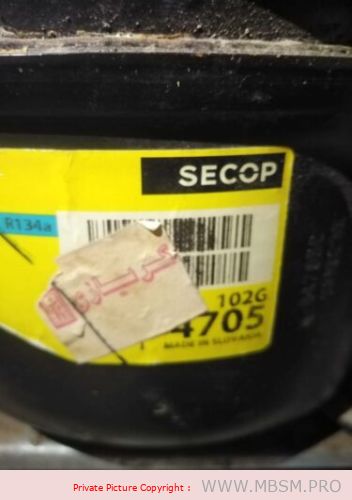 SECOP
R134a
102G
4705
MADE IN SLOVAKIA
Private Picture Copyright : WWW.MBSM.PRO